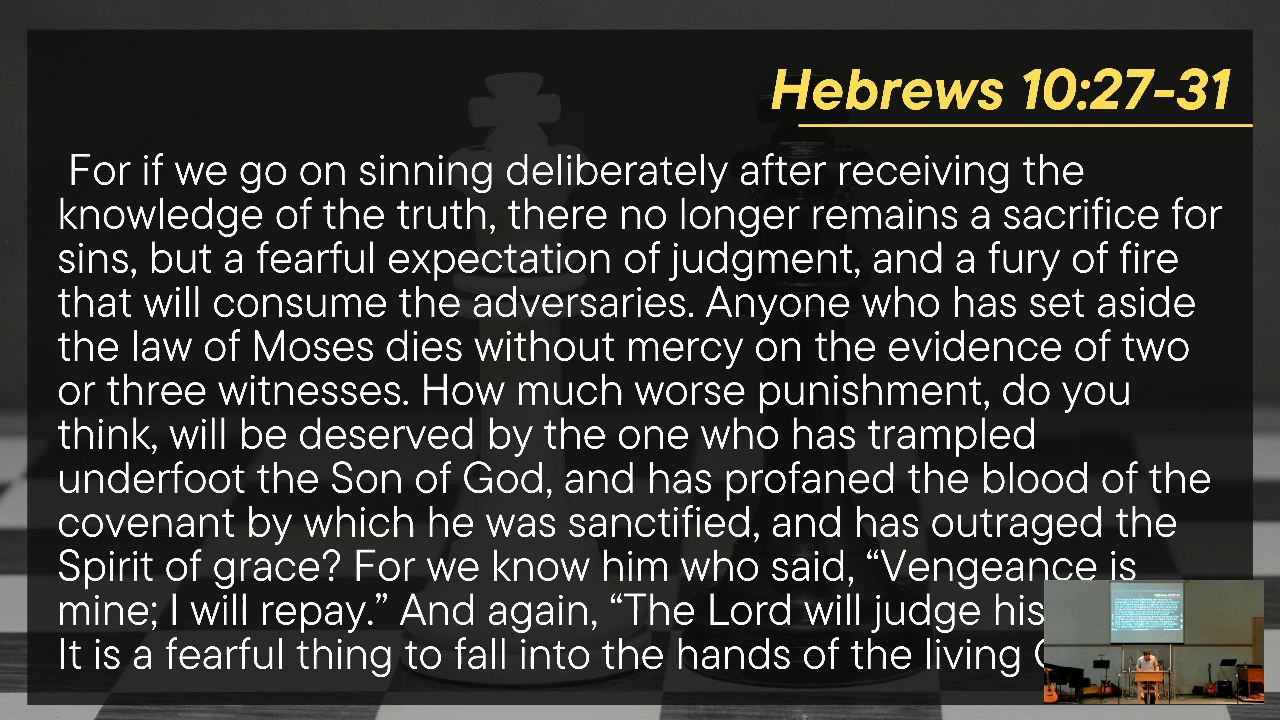 Hebrews 10:27-31
For if we go on sinning deliberately after receiving the
knowledge of the truth, there no longer remains a sacrifice for
sins, but a fearful expectation of judgment, and a fury of fire
that will consume the adversaries. Anyone who has set aside
the law of Moses dies without mercy on the evidence of two
or three witnesses. How much worse punishment, do you
think, will be deserved by the one who has trampled
underfoot the Son of God, and has profaned the blood of the
covenant by which he was sanctified, and has outraged the
Spirit of grace? For we know him who said, “Vengeance is
mine; I will repay.” And again, “The Lord will judge his
It is a fearful thing to fall into the hands of the living